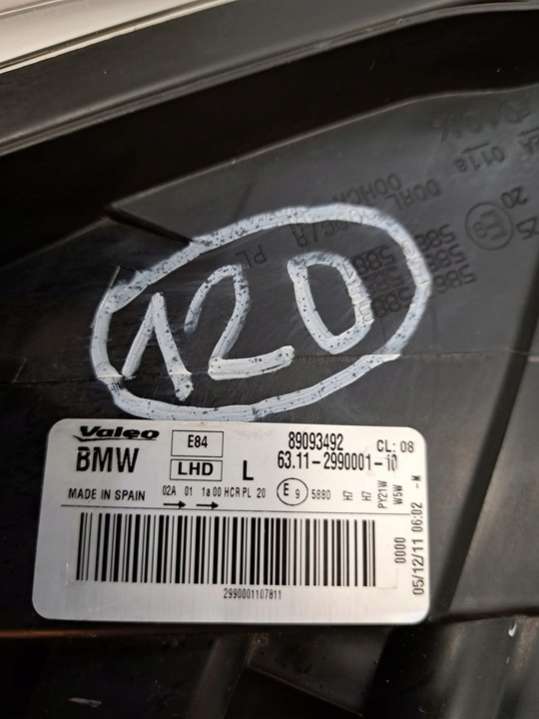 120
Valeo
E84
89093492
CL: 08
BMW
LHD
L
63.11-2990001-10
MADE IN SPAIN
02A 01 1a 00 HCR PL 20
E9 5880
H7 H7
PY21W
W5W
0000
05/12/11 06:02 -M
2990001107811